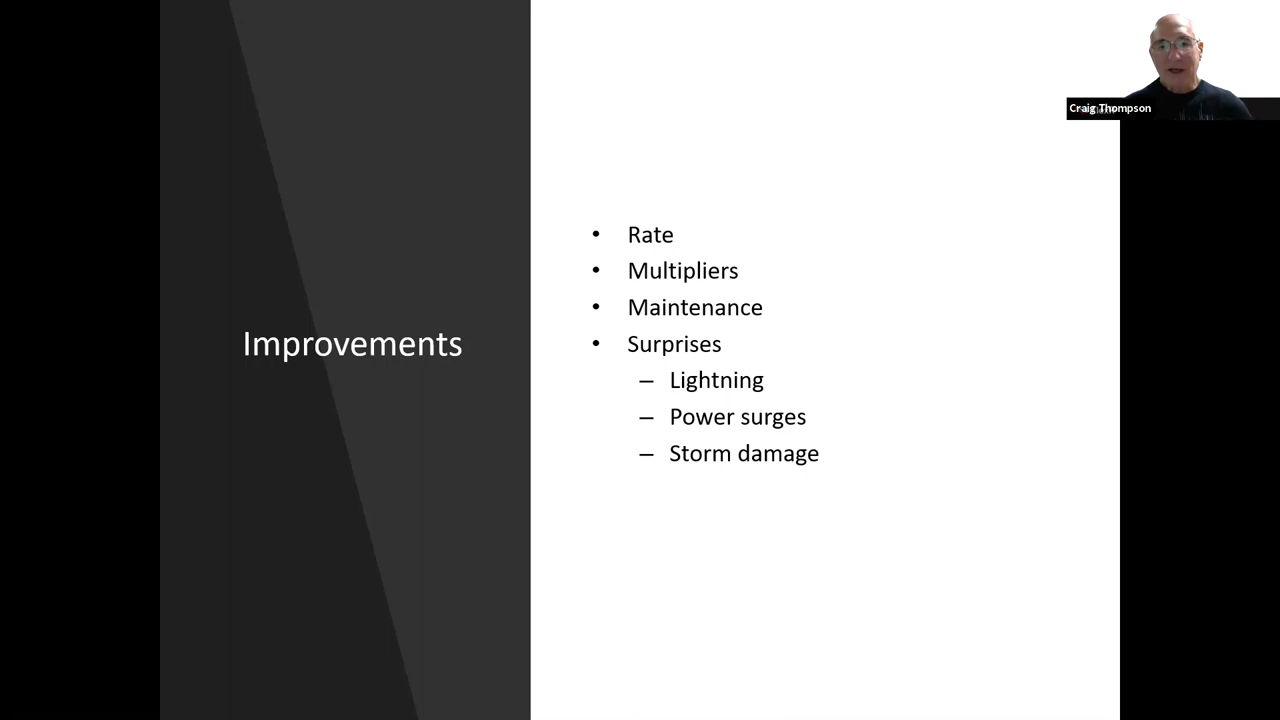 Craig Thompson
Improvements
• Rate
• Multipliers
• Maintenance
• Surprises
– Lightning
– Power surges
– Storm damage